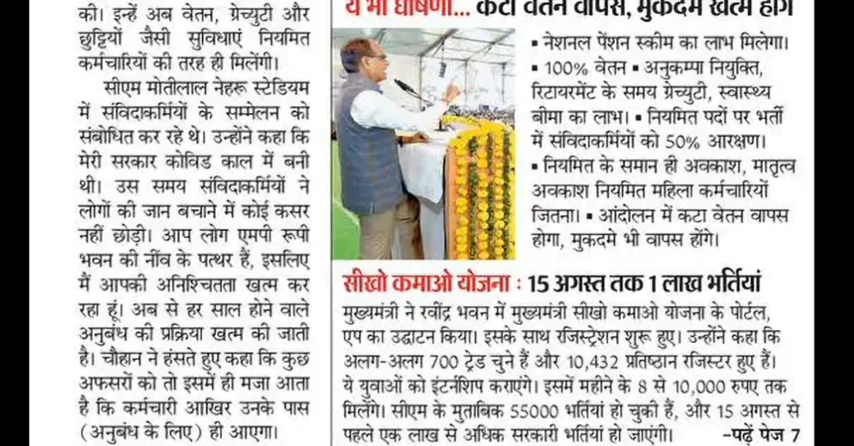 की। इन्हें अब वेतन, ग्रेच्युटी और
छुट्टियों जैसी सुविधाएं नियमित
कर्मचारियों की तरह ही मिलेंगी।
सीएम मोतीलाल नेहरू स्टेडियम
में संविदाकर्मियों के सम्मेलन को
संबोधित कर रहे थे। उन्होंने कहा कि
मेरी सरकार कोविड काल में बनी
थी। उस समय संविदाकर्मियों ने
लोगों की जान बचाने में कोई कसर
नहीं छोड़ी। आप लोग एमपी रूपी
भवन की नींव के पत्थर हैं, इसलिए
मैं आपकी अनिश्चितता खत्म कर
रहा हूं। अब से हर साल होने वाले
अनुबंध की प्रक्रिया खत्म की जाती
है। चौहान ने हंसते हुए कहा कि कुछ
अफसरों को तो इसमें ही मजा आता
है कि कर्मचारी आखिर उनके पास
(अनुबंध के लिए) ही आएगा।
ये भी घोषणा... कटा वेतन वापस, मुकदमे खत्म होंगे
▪ नेशनल पेंशन स्कीम का लाभ मिलेगा।
▪ 100% वेतन ▪ अनुकम्पा नियुक्ति,
रिटायरमेंट के समय ग्रेच्युटी, स्वास्थ्य
बीमा का लाभ। ▪ नियमित पदों पर भर्ती
में संविदाकर्मियों को 50% आरक्षण।
▪ नियमित के समान ही अवकाश, मातृत्व
अवकाश नियमित महिला कर्मचारियों
जितना। ▪ आंदोलन में कटा वेतन वापस
होगा, मुकदमे भी वापस होंगे।
सीखो कमाओ योजना : 15 अगस्त तक 1 लाख भर्तियां
मुख्यमंत्री ने रवींद्र भवन में मुख्यमंत्री सीखो कमाओ योजना के पोर्टल,
एप का उद्घाटन किया। इसके साथ रजिस्ट्रेशन शुरू हुए। उन्होंने कहा कि
अलग-अलग 700 ट्रेड चुने हैं और 10,432 प्रतिष्ठान रजिस्टर हुए हैं।
ये युवाओं को इंटर्नशिप कराएंगे। इसमें महीने के 8 से 10,000 रुपए तक
मिलेंगे। सीएम के मुताबिक 55000 भर्तियां हो चुकी हैं, और 15 अगस्त से
पहले एक लाख से अधिक सरकारी भर्तियां हो जाएंगी। -पढ़ें पेज 7